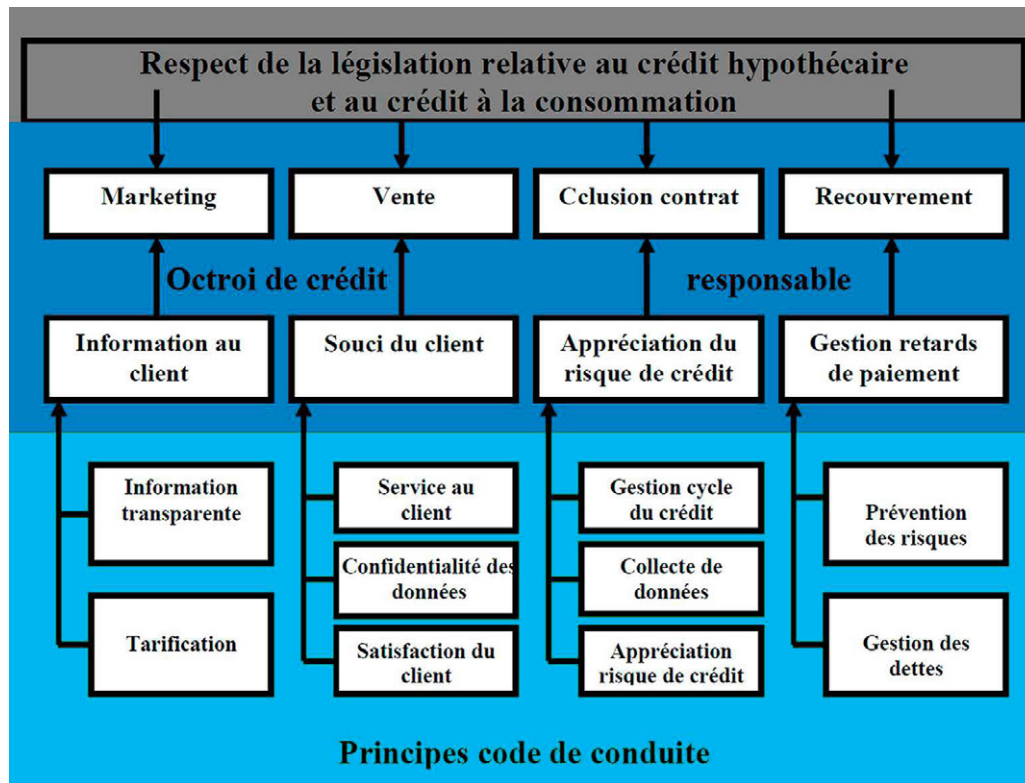 Respect de la législation relative au crédit hypothécaire
et au crédit à la consommation
Marketing
Vente
Cclusion contrat
Recouvrement
Octroi de crédit
responsable
Information au
client
Souci du client
Appréciation du
risque de crédit
Gestion retards
de paiement
Information
transparente
Tarification
Service au
client
Confidentialité des
données
Satisfaction du
client
Gestion cycle
du crédit
Collecte de
données
Appréciation
risque de crédit
Prévention
des risques
Gestion des
dettes
Principes code de conduite